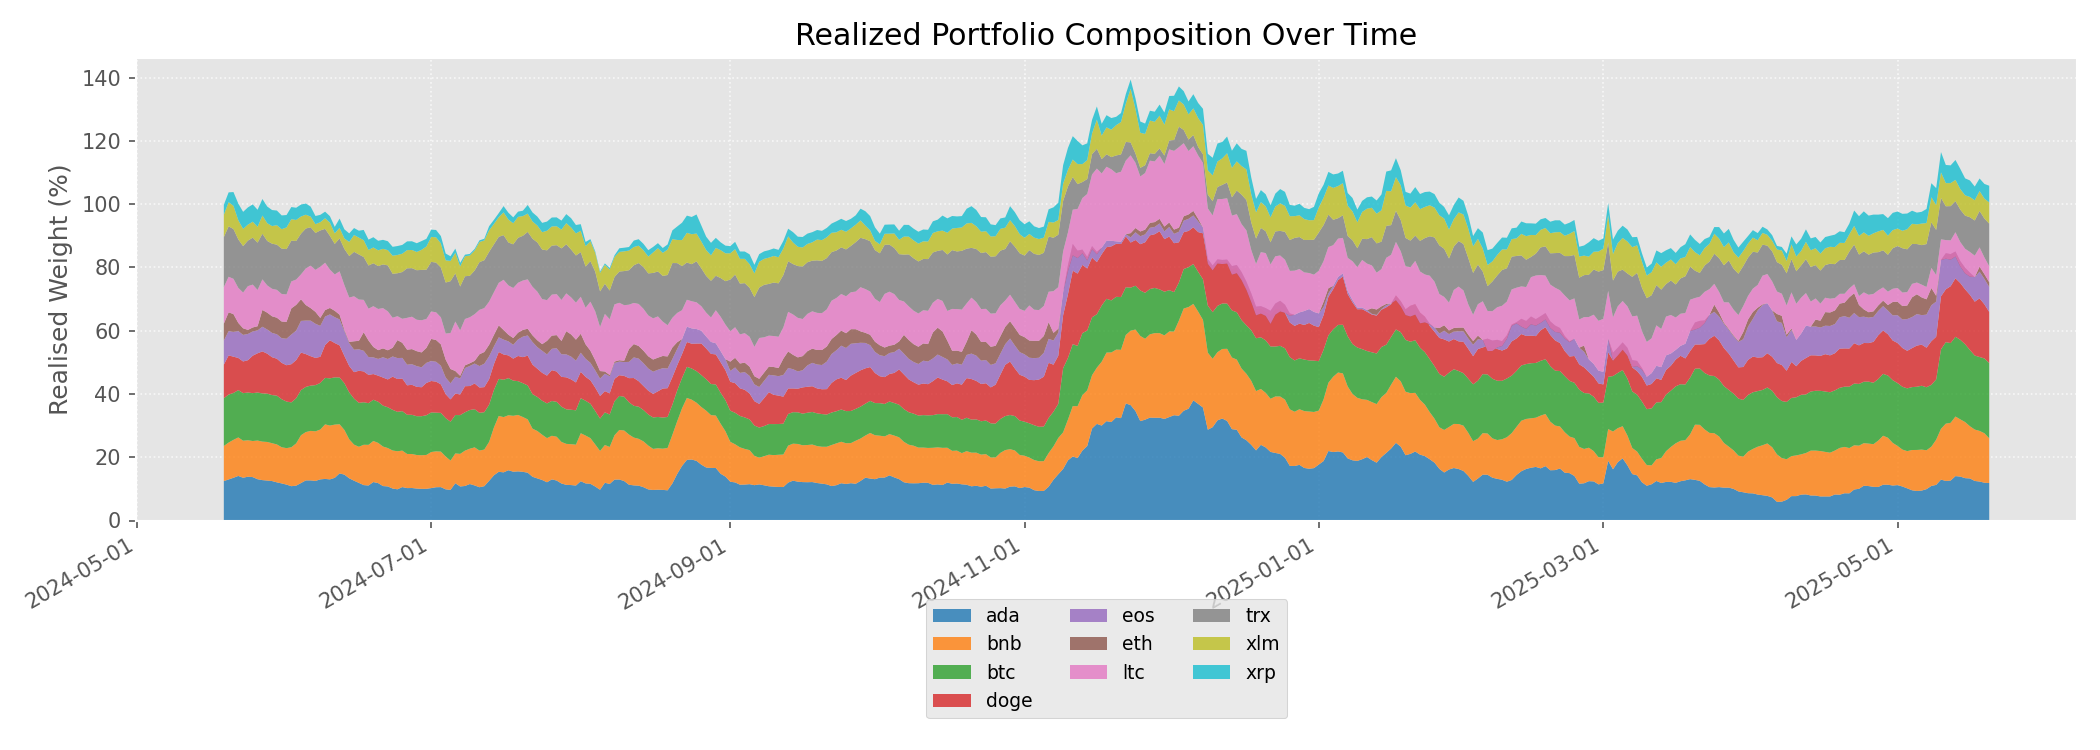 Realized Portfolio Composition Over Time
Realised Weight (%)
140
120
100
80
60
40
20
0
2024-05-01
2024-07-01
2024-09-01
2024-11-01
2025-01-01
2025-03-01
2025-05-01
ada
bnb
btc
doge
eos
eth
ltc
trx
xlm
xrp